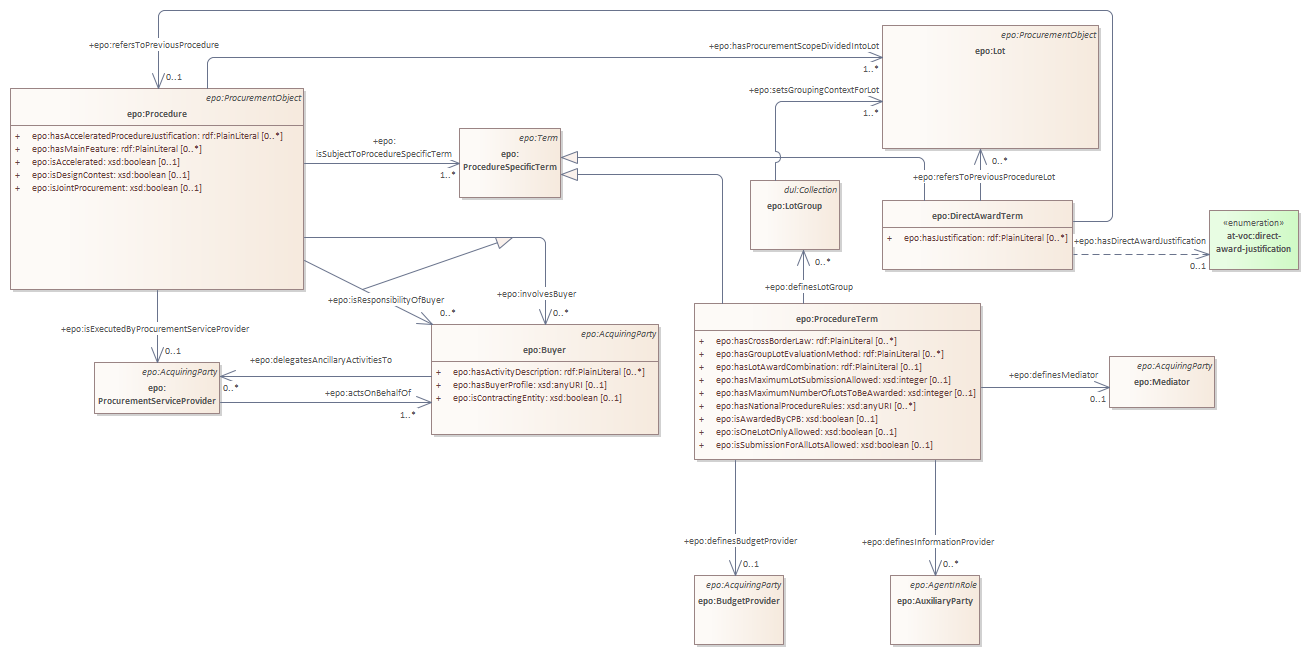 +epo:refersToPreviousProcedure
0..1
+epo:hasProcurementScopeDividedIntoLot
1..*
epo:ProcurementObject
epo:Lot
+epo:setsGroupingContextForLot
1..*
epo:ProcurementObject
epo:Procedure
+ epo:hasAcceleratedProcedureJustification: rdf:PlainLiteral [0..*]
+ epo:hasMainFeature: rdf:PlainLiteral [0..*]
+ epo:isAccelerated: xsd:boolean [0..1]
+ epo:isDesignContest: xsd:boolean [0..1]
+ epo:isJointProcurement: xsd:boolean [0..1]
+epo:
isSubjectToProcedureSpecificTerm
1..*
epo:Term
epo:
ProcedureSpecificTerm
0..*
+epo:refersToPreviousProcedureLot
dul:Collection
epo:LotGroup
epo:DirectAwardTerm
+ epo:hasJustification: rdf:PlainLiteral [0..*]
+epo:hasDirectAwardJustification
0..1
«enumeration»
at-voc:direct-
award-justification
0..*
+epo:definesLotGroup
+epo:isResponsibilityOfBuyer
0..*
+epo:involvesBuyer
0..*
+epo:isExecutedByProcurementServiceProvider
0..1
epo:AcquiringParty
epo:
ProcurementServiceProvider
+epo:delegatesAncillaryActivitiesTo
0..*
+epo:actsOnBehalfOf
1..*
epo:AcquiringParty
epo:Buyer
+ epo:hasActivityDescription: rdf:PlainLiteral [0..*]
+ epo:hasBuyerProfile: xsd:anyURI [0..1]
+ epo:isContractingEntity: xsd:boolean [0..1]
epo:ProcedureTerm
+ epo:hasCrossBorderLaw: rdf:PlainLiteral [0..*]
+ epo:hasGroupLotEvaluationMethod: rdf:PlainLiteral [0..*]
+ epo:hasLotAwardCombination: rdf:PlainLiteral [0..1]
+ epo:hasMaximumLotSubmissionAllowed: xsd:integer [0..1]
+ epo:hasMaximumNumberOfLotsToBeAwarded: xsd:integer [0..1]
+ epo:hasNationalProcedureRules: xsd:anyURI [0..*]
+ epo:isAwardedByCPB: xsd:boolean [0..1]
+ epo:isOneLotOnlyAllowed: xsd:boolean [0..1]
+ epo:isSubmissionForAllLotsAllowed: xsd:boolean [0..1]
+epo:definesMediator
0..1
epo:AcquiringParty
epo:Mediator
+epo:definesBudgetProvider
0..1
epo:AcquiringParty
epo:BudgetProvider
+epo:definesInformationProvider
0..*
epo:AgentInRole
epo:AuxiliaryParty